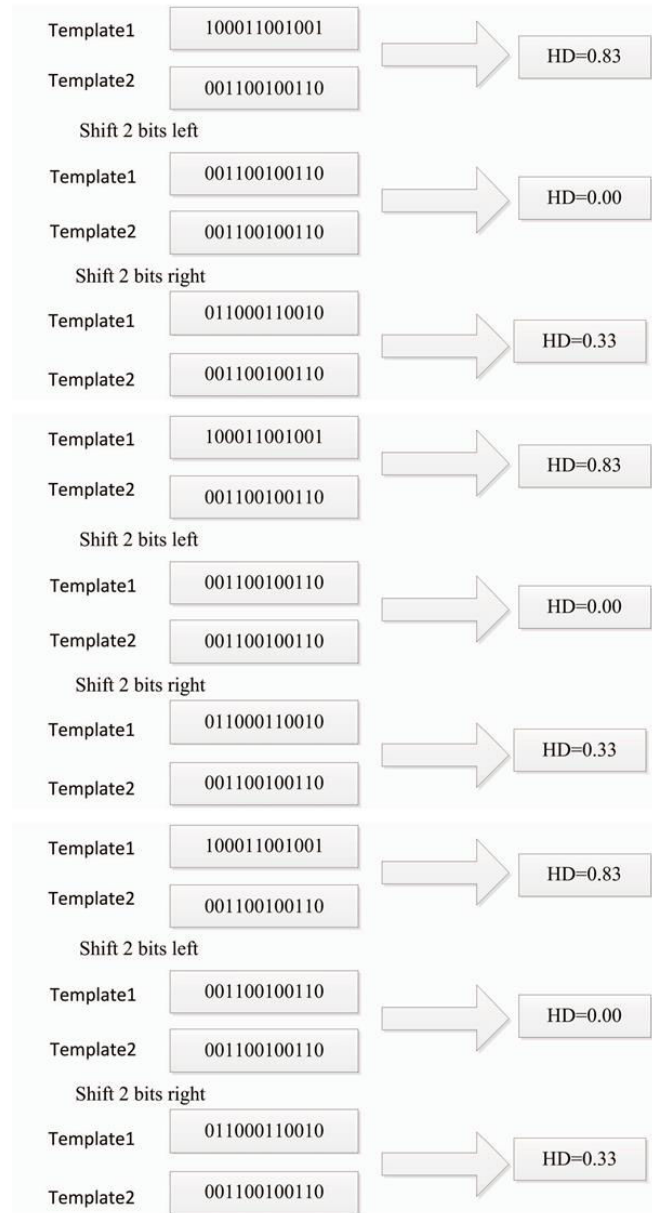 Template1 100011001001
HD=0.83
Template2 001100100110
Shift 2 bits left
Template1 001100100110
HD=0.00
Template2 001100100110
Shift 2 bits right
Template1 011000110010
HD=0.33
Template2 001100100110
Template1 100011001001
HD=0.83
Template2 001100100110
Shift 2 bits left
Template1 001100100110
HD=0.00
Template2 001100100110
Shift 2 bits right
Template1 011000110010
HD=0.33
Template2 001100100110
Template1 100011001001
HD=0.83
Template2 001100100110
Shift 2 bits left
Template1 001100100110
HD=0.00
Template2 001100100110
Shift 2 bits right
Template1 011000110010
HD=0.33
Template2 001100100110